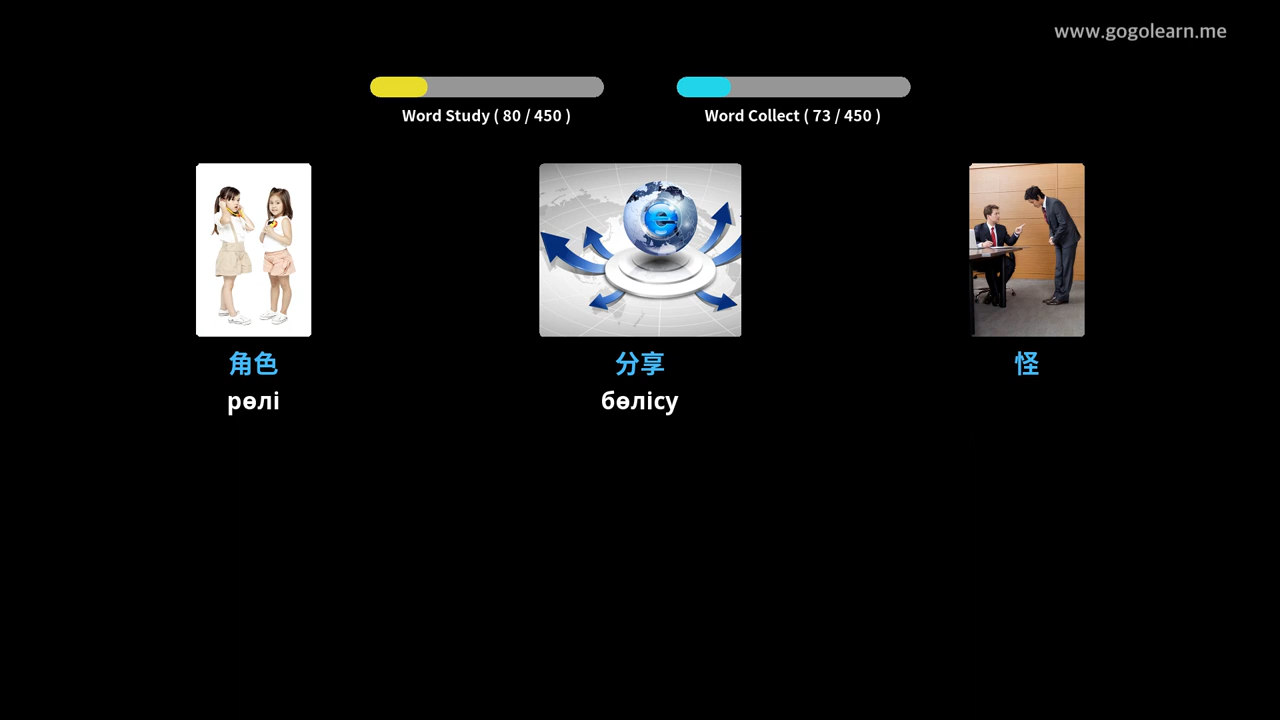 www.gogolearn.me
Word Study ( 80 / 450 )
Word Collect ( 73 / 450 )
e
角色
分享
怪
рөлі
бөлісу